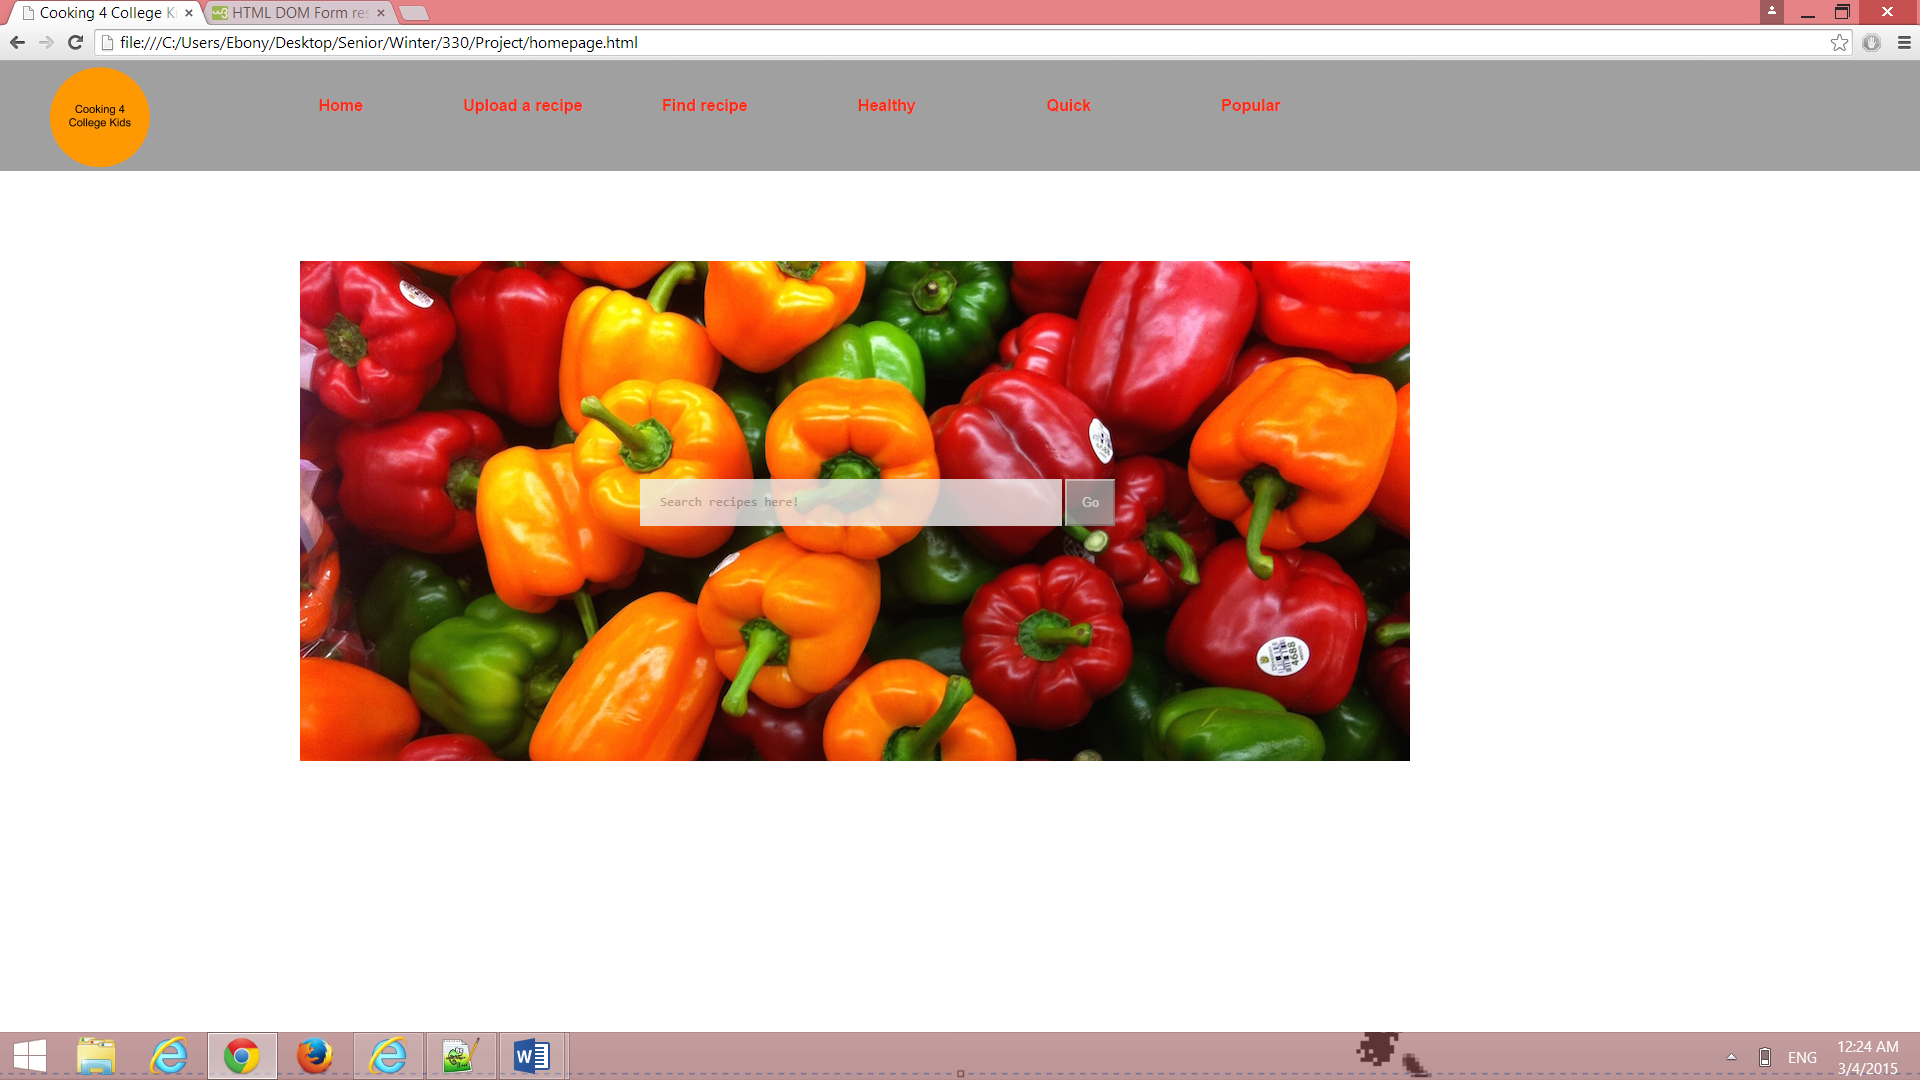 Cooking 4 College K
HTML DOM Form re
file:///C:/Users/Ebony/Desktop/Senior/Winter/330/Project/homepage.html
Cooking 4
College Kids
Home
Upload a recipe
Find recipe
Healthy
Quick
Popular
Search recipes here!
Go
4688
ENG
12:24 AM
3/4/2015